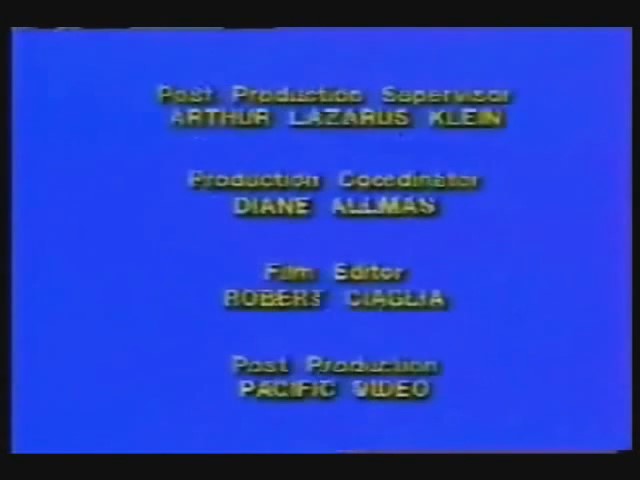 Post Production Supervisor
ARTHUR LAZARUS KLEIN
Production Coordinator
DIANE ALLMAS
Film Editor
ROBERT CIAGLIA
Post Production
PACIFIC VIDEO